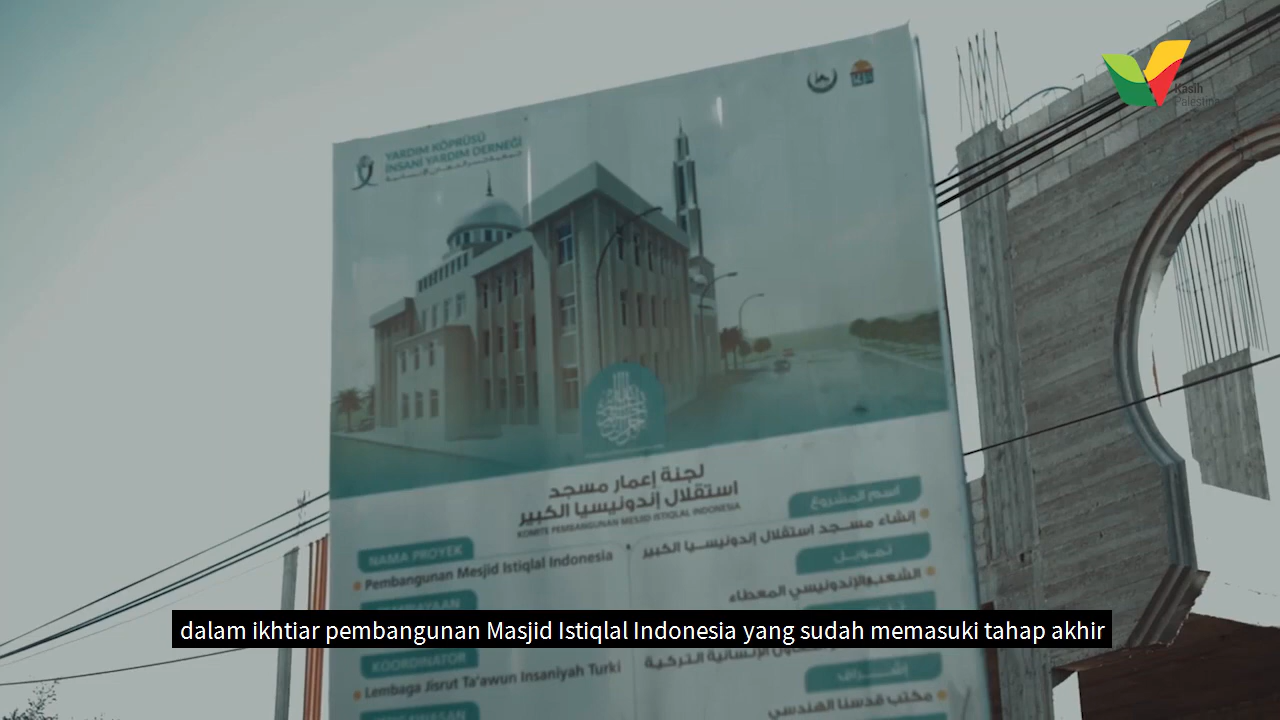 Kasih
Palestina
YARDIM KÖPRÜSÜ
İNSANİ YARDIM DERNEĞİ
لجنة إعمار مسجد
استقلال إندونيسيا الكبير
KOMITE PEMBANGUNAN MESJID ISTIQLAL INDONESIA
NAMA PROYEK
Pembangunan Mesjid Istiqlal Indonesia
KOORDINATOR
Lembaga Jisrut Ta'awun Insaniyah Turki
اسم المشروع
إنشاء مسجد استقلال إندونيسيا الكبير
تمويل
الشعب الإندونيسي المعطاء
التعاون الإنسانية التركية
إشراف
مكتب قدسنا الهندسي
dalam ikhtiar pembangunan Masjid Istiqlal Indonesia yang sudah memasuki tahap akhir